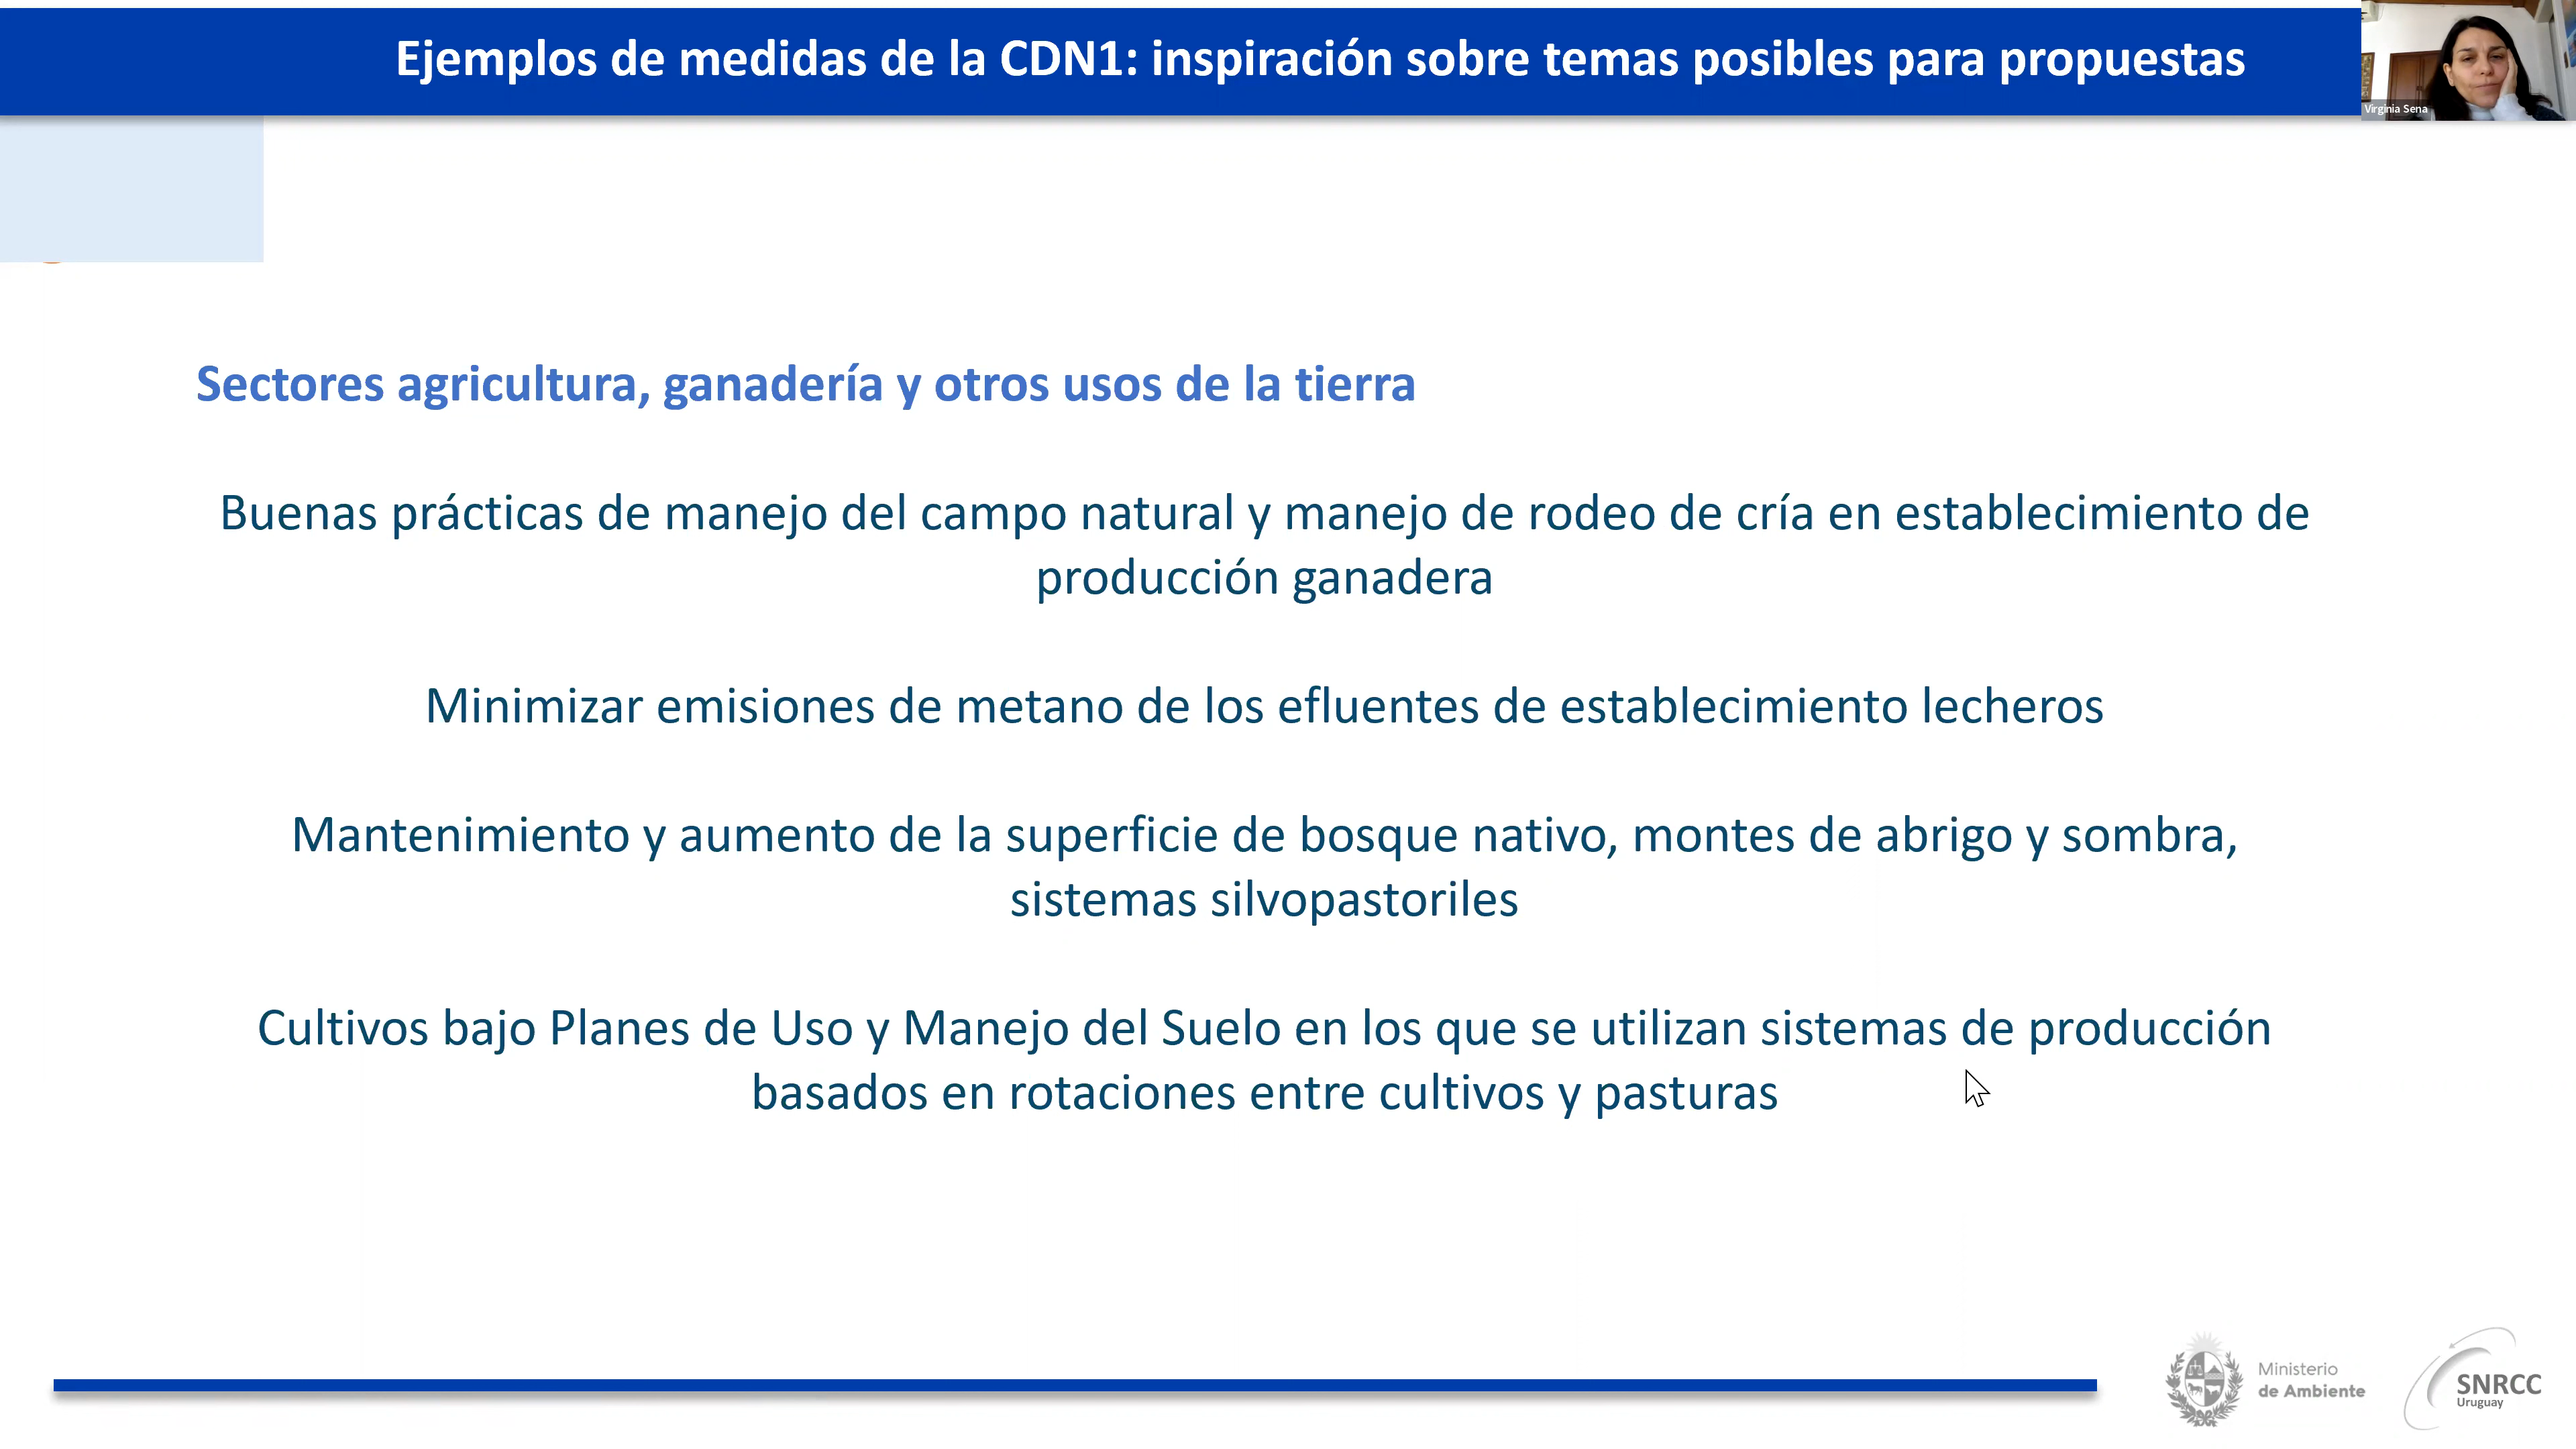 Ejemplos de medidas de la CDN1: inspiración sobre temas posibles para propuestas
Virginia Sena
Sectores agricultura, ganadería y otros usos de la tierra
Buenas prácticas de manejo del campo natural y manejo de rodeo de cría en establecimiento de
producción ganadera
Minimizar emisiones de metano de los efluentes de establecimiento lecheros
Mantenimiento y aumento de la superficie de bosque nativo, montes de abrigo y sombra,
sistemas silvopastoriles
Cultivos bajo Planes de Uso y Manejo del Suelo en los que se utilizan sistemas de producción
basados en rotaciones entre cultivos y pasturas
Ministerio
de Ambiente
SNRCC
Uruguay